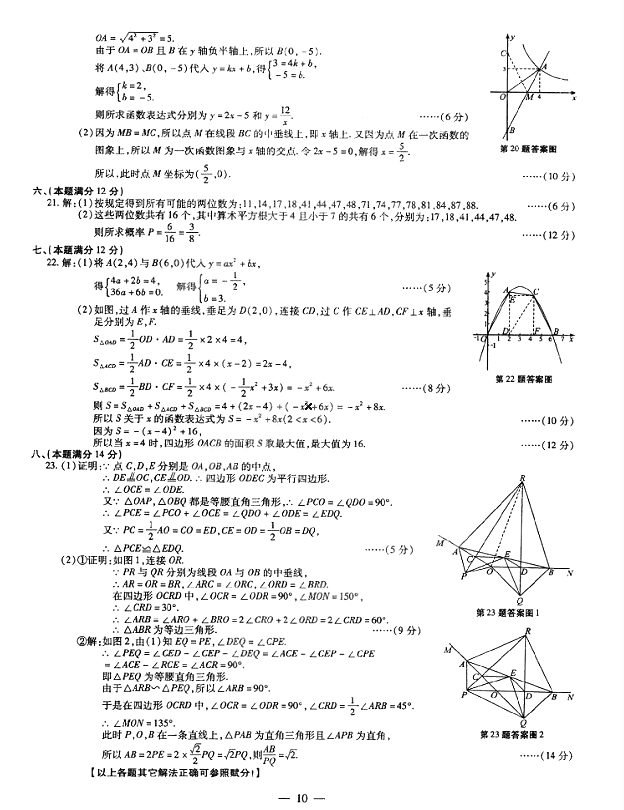 OA = √(4²+3²) = 5.
由于 OA = OB 且 B 在 y 轴负半轴上,所以 B(0, -5).
将 A(4,3)、B(0, -5)代入 y = kx + b,得{3 = 4k + b, -5 = b.
解得{k = 2, b = -5.
则所求函数表达式分别为 y = 2x - 5 和 y = 12/x. ……(6分)
(2)因为 MB = MC,所以点 M 在线段 BC 的中垂线上,即 x 轴上.又因为点 M 在一次函数的
图象上,所以 M 为一次函数图象与 x 轴的交点.令 2x - 5 = 0,解得 x = 5/2.
第20题答案图
所以,此时点 M 坐标为(5/2,0). ……(10分)
六、(本题满分12分)
21.解:(1)按规定得到所有可能的两位数为:11,14,17,18,41,44,47,48,71,74,77,78,81,84,87,88. ……(6分)
(2)这些两位数共有16个,其中算术平方根大于4且小于7的共有6个,分别为:17,18,41,44,47,48.
则所求概率 P = 6/16 = 3/8. ……(12分)
七、(本题满分12分)
22.解:(1)将 A(2,4)与 B(6,0)代入 y = ax² + bx,
得{4a + 2b = 4, 36a + 6b = 0. 解得{a = -1/2, b = 3. ……(5分)
(2)如图,过 A 作 x 轴的垂线,垂足为 D(2,0),连接 CD,过 C 作 CE⊥AD,CF⊥x 轴,垂
足分别为 E,F.
S△OAD = 1/2 OD · AD = 1/2 × 2 × 4 = 4,
S△ACD = 1/2 AD · CE = 1/2 × 4 × (x - 2) = 2x - 4,
S△BCD = 1/2 BD · CF = 1/2 × 4 × ( -1/2 x² + 3x) = -x² + 6x. ……(8分)
第22题答案图
则 S = S△OAD + S△ACD + S△BCD = 4 + (2x - 4) + ( -x² + 6x) = -x² + 8x.
所以 S 关于 x 的函数表达式为 S = -x² + 8x(2 < x < 6). ……(10分)
因为 S = -(x - 4)² + 16,
所以当 x = 4 时,四边形 OACB 的面积 S 取最大值,最大值为16. ……(12分)
八、(本题满分14分)
23.(1)证明:∵ 点 C,D,E 分别是 OA,OB,AB 的中点,
∴ DE∥=OC,CE∥=OD.∴ 四边形 ODEC 为平行四边形.
∴ ∠OCE = ∠ODE.
又∵ △OAP,△OBQ 都是等腰直角三角形,∴ ∠PCO = ∠QDO = 90°.
∴ ∠PCE = ∠PCO + ∠OCE = ∠QDO + ∠ODE = ∠EDQ.
又∵ PC = 1/2 AO = CO = ED,CE = OD = 1/2 OB = DQ,
∴ △PCE≌△EDQ. ……(5分)
(2)①证明:如图1,连接 OR.
∵ PR 与 QR 分别为线段 OA 与 OB 的中垂线,
∴ AR = OR = BR,∠ARC = ∠ORC,∠ORD = ∠BRD.
在四边形 OCRD 中,∠OCR = ∠ODR = 90°,∠MON = 150°,
∴ ∠CRD = 30°.
∴ ∠ARB = ∠ARO + ∠BRO = 2∠CRO + 2∠ORD = 2∠CRD = 60°.
∴ △ABR 为等边三角形. ……(9分)
第23题答案图1
②解:如图2,由(1)知 EQ = PE,∠DEQ = ∠CPE.
∴ ∠PEQ = ∠CED - ∠CEP - ∠DEQ = ∠ACE - ∠CEP - ∠CPE
= ∠ACE - ∠RCE = ∠ACR = 90°.
即△PEQ 为等腰直角三角形.
由于△ARB∽△PEQ,所以∠ARB = 90°.
于是在四边形 OCRD 中,∠OCR = ∠ODR = 90°,∠CRD = 1/2 ∠ARB = 45°.
∴ ∠MON = 135°.
此时 P,O,B 在一条直线上,△PAB 为直角三角形且∠APB 为直角,
第23题答案图2
所以 AB = 2PE = 2 × √2/2 PQ = √2PQ,则 AB/PQ = √2. ……(14分)
【以上各题其它解法正确可参照赋分!】
— 10 —